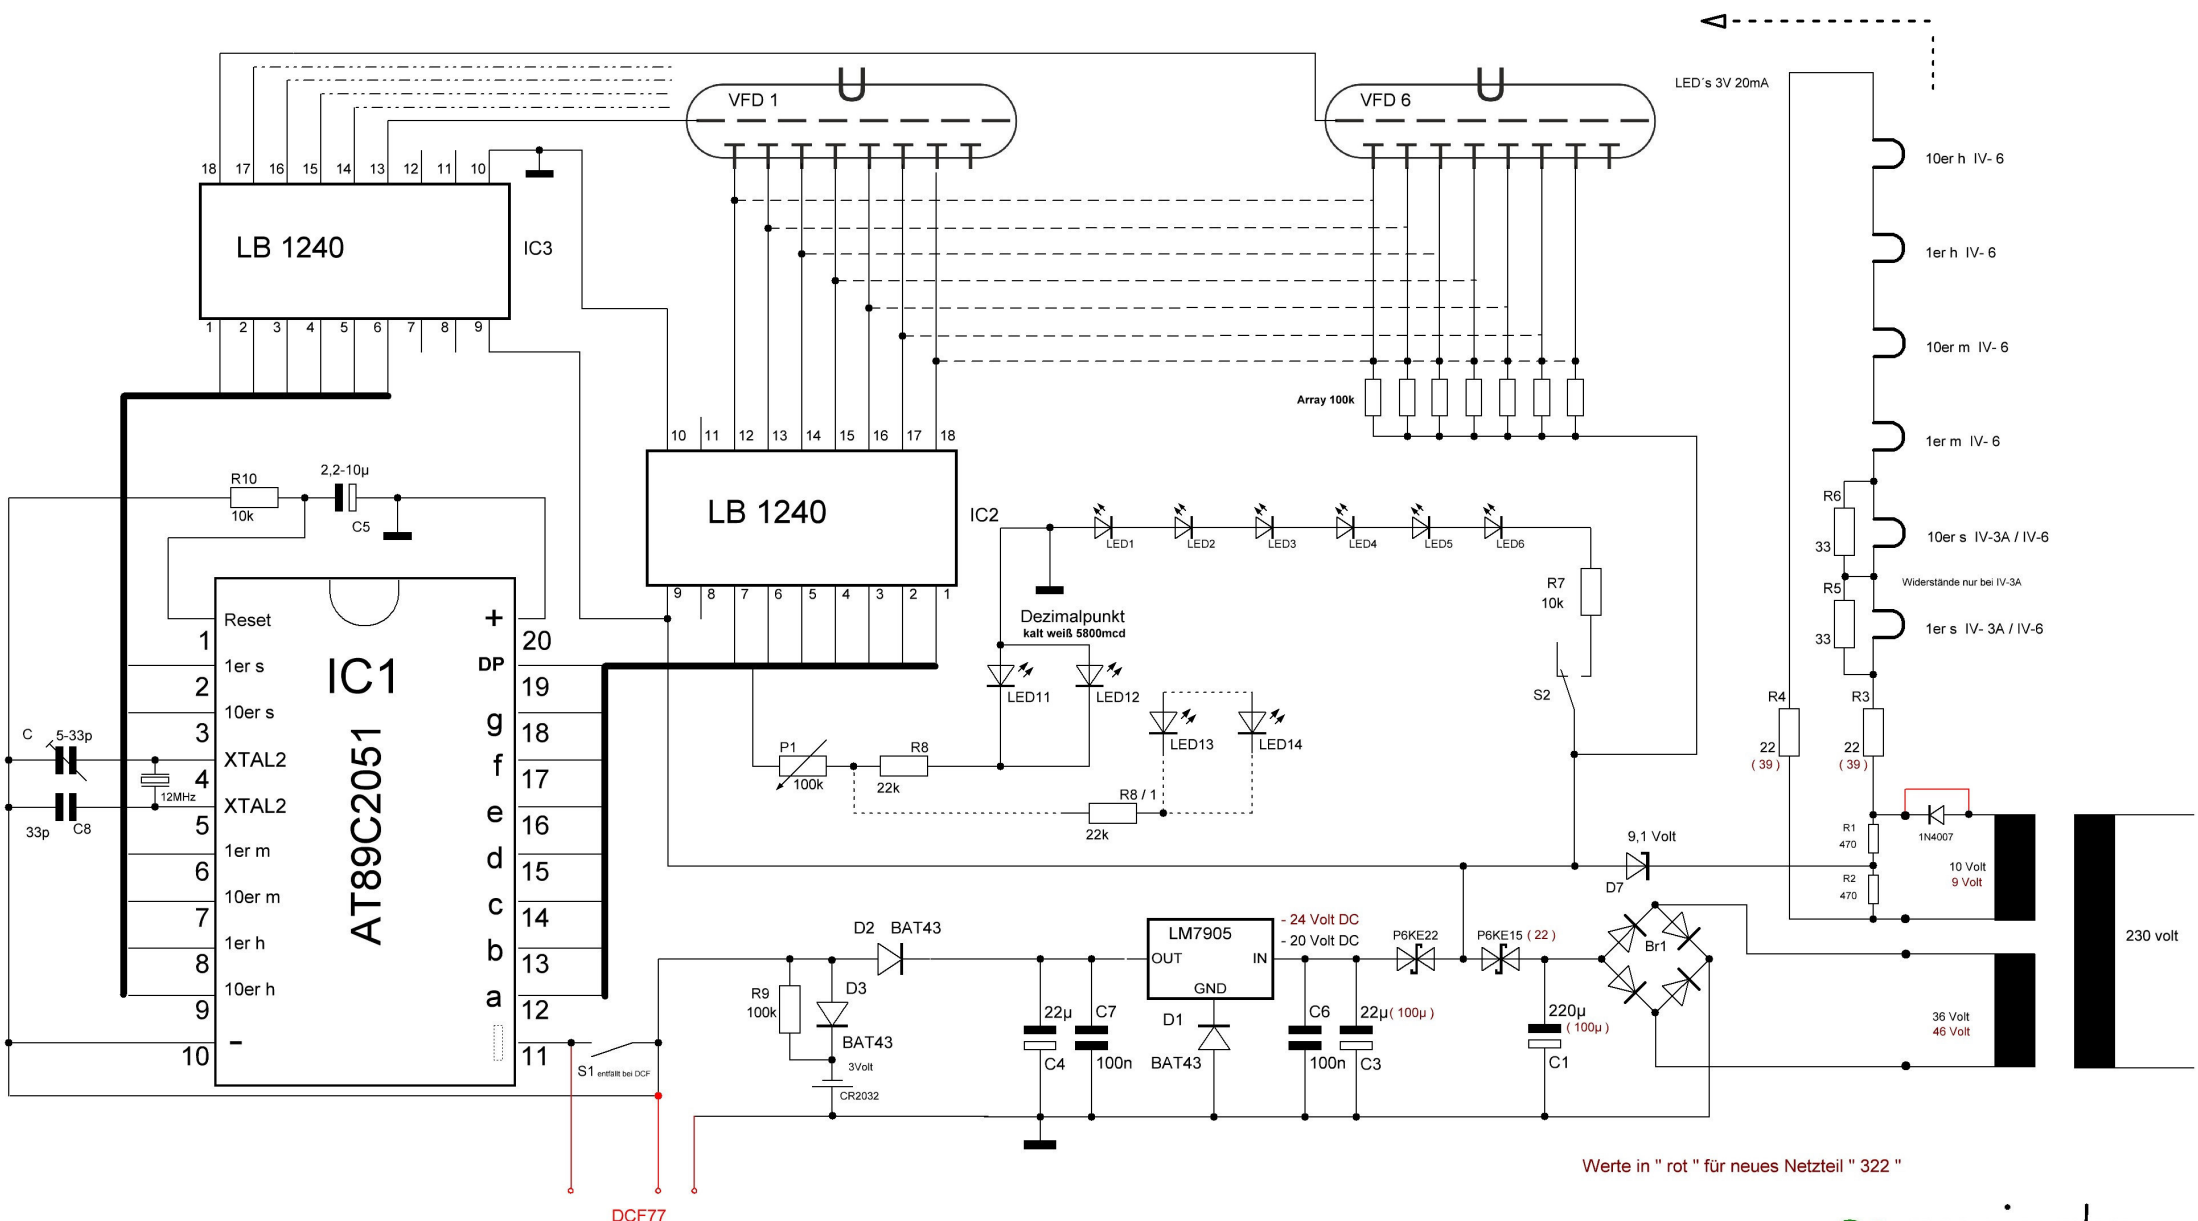 LED´s 3V 20mA
VFD 1
VFD 6
10er h IV- 6
18 17 16 15 14 13 12 11 10
LB 1240
IC3
1er h IV- 6
1 2 3 4 5 6 7 8 9
10er m IV- 6
Array 100k
10 11 12 13 14 15 16 17 18
1er m IV- 6
R10
10k
2,2-10µ
C5
LB 1240
IC2
LED1 LED2 LED3 LED4 LED5 LED6
R6
33
10er s IV-3A / IV-6
R7
10k
Widerstände nur bei IV-3A
9 8 7 6 5 4 3 2 1
R5
33
1er s IV- 3A / IV-6
Dezimalpunkt
kalt weiß 5800mcd
LED11
LED12
LED13
LED14
S2
R4
22
( 39 )
R3
22
( 39 )
P1
100k
R8
22k
R8 / 1
22k
IC1
AT89C2051
Reset
1
1er s
2
10er s
3
XTAL2
4
XTAL2
5
1er m
6
10er m
7
1er h
8
10er h
9
-
10
+
20
DP
19
g
18
f
17
e
16
d
15
c
14
b
13
a
12
11
C
5-33p
12MHz
33p
C8
R1
470
R2
470
1N4007
10 Volt
9 Volt
9,1 Volt
D7
D2 BAT43
LM7905
OUT
IN
GND
- 24 Volt DC
- 20 Volt DC
P6KE22
P6KE15 ( 22 )
Br1
230 volt
R9
100k
D3
BAT43
3Volt
CR2032
22µ
C4
C7
100n
D1
BAT43
C6
100n
22µ( 100µ )
C3
220µ
( 100µ )
C1
36 Volt
46 Volt
S1 entfällt bei DCF
Werte in " rot " für neues Netzteil " 322 "
DCF77